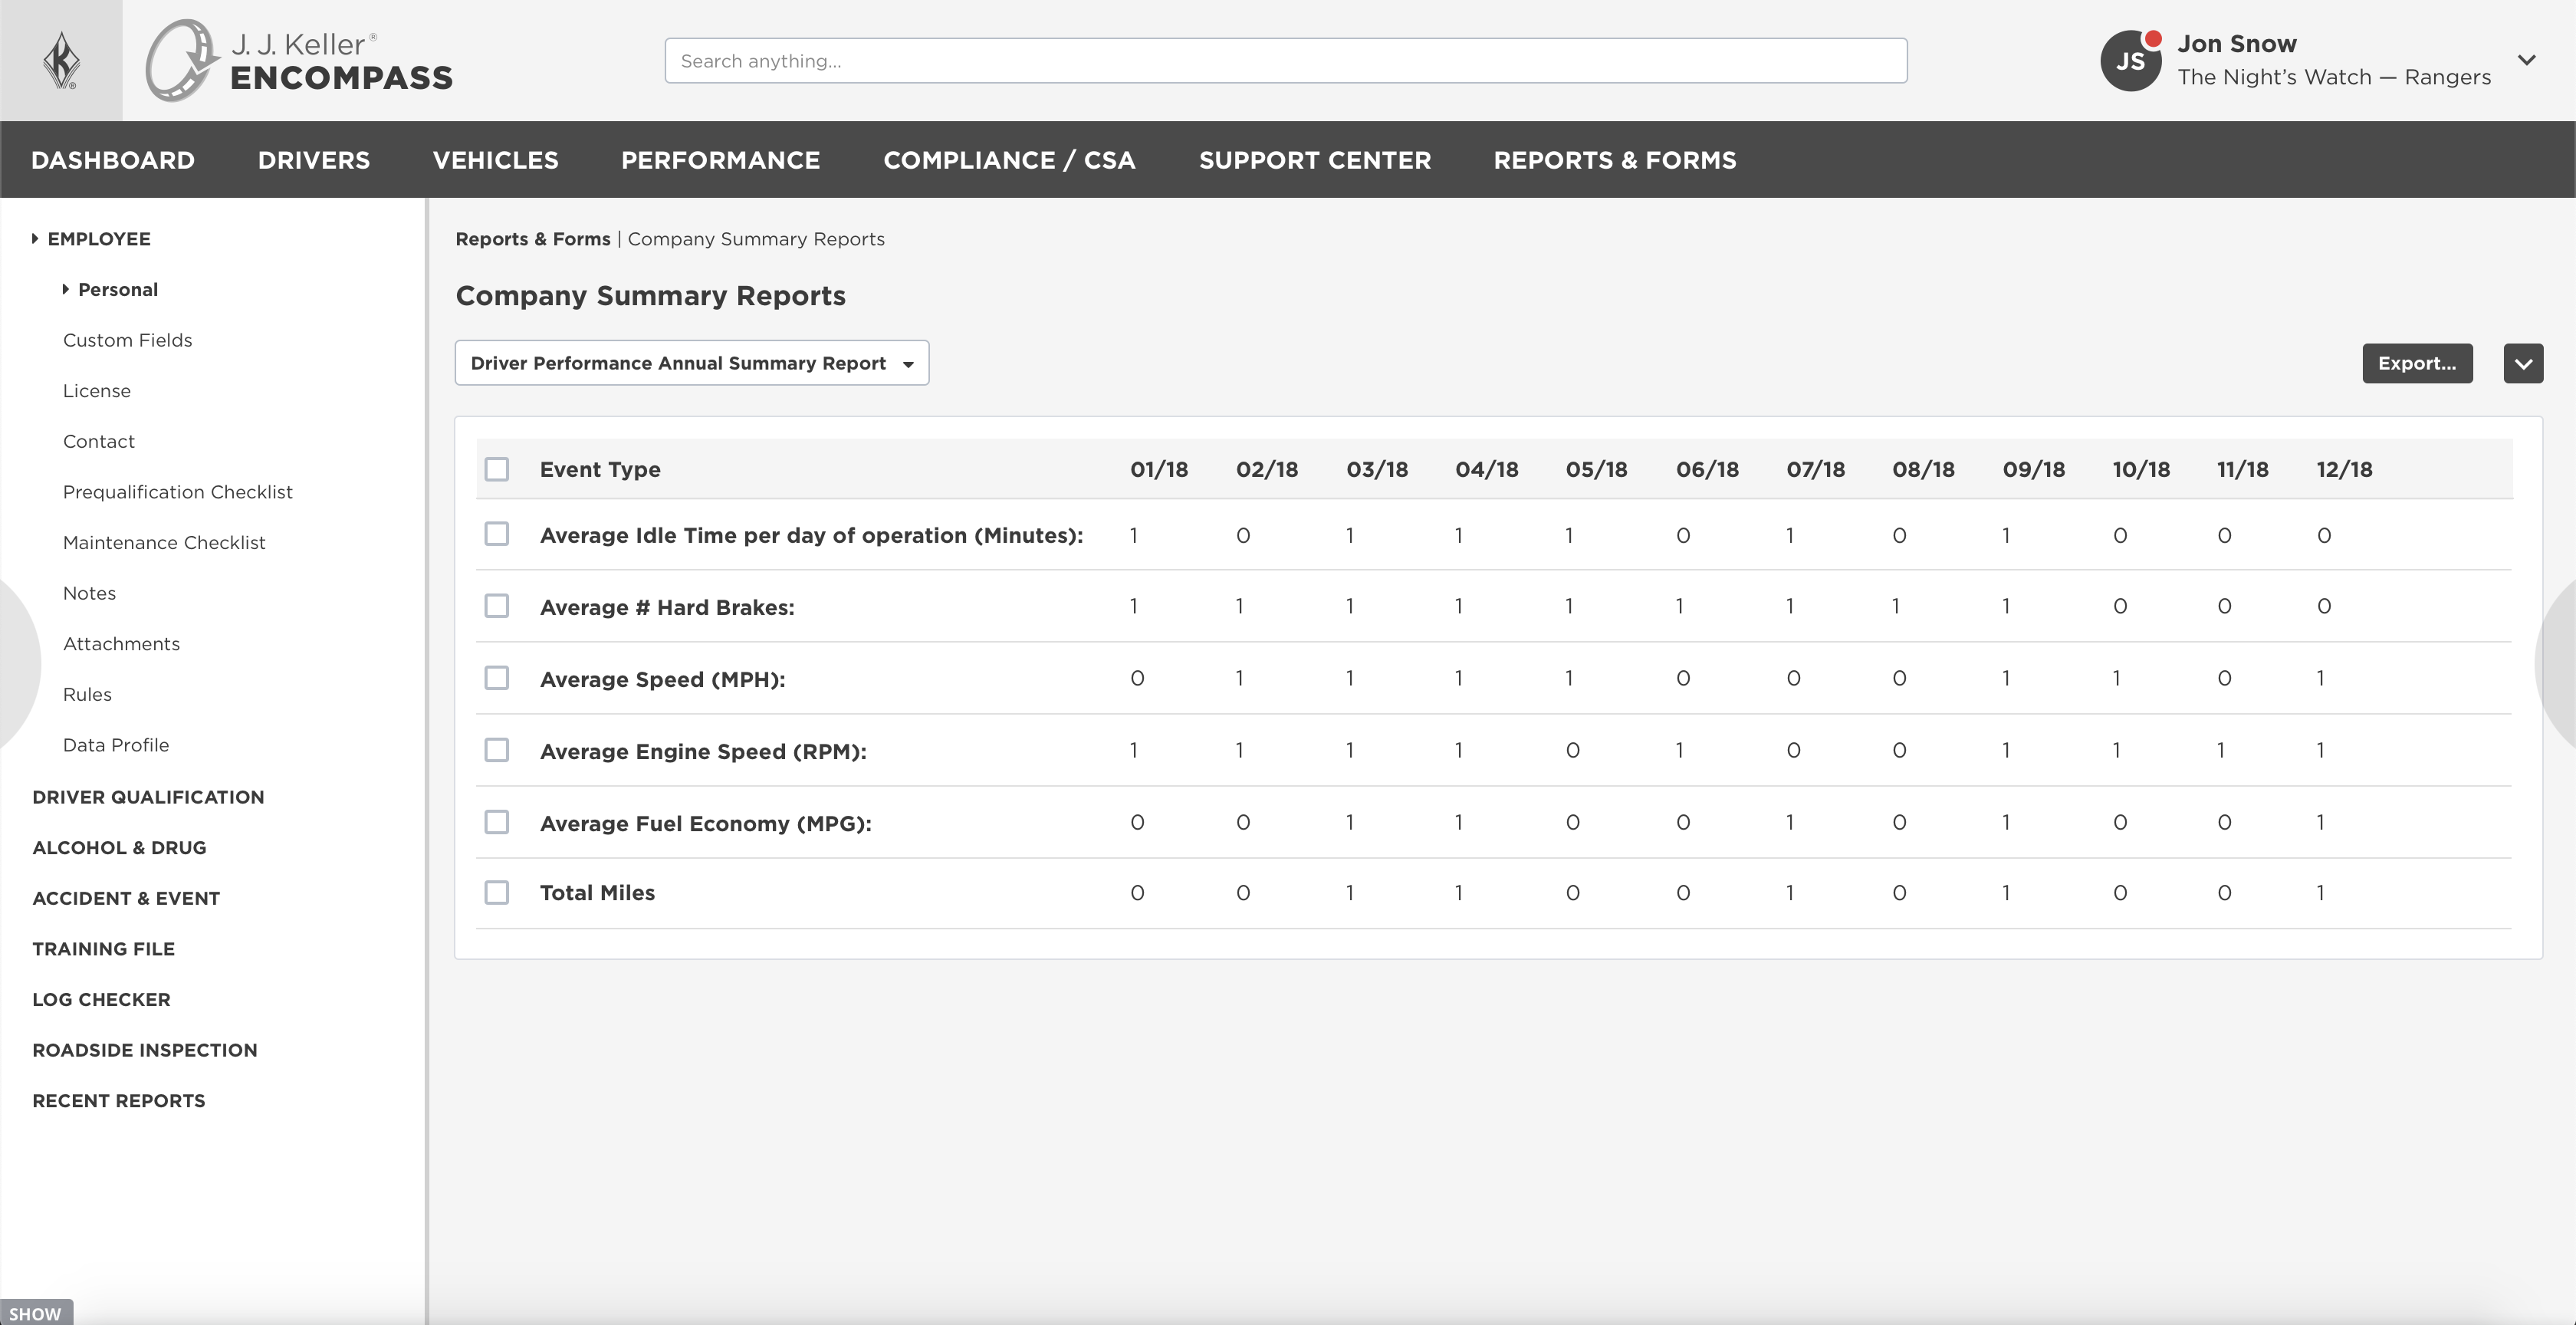 J. J. Keller®
ENCOMPASS
Search anything...
JS
Jon Snow
The Night's Watch — Rangers
DASHBOARD DRIVERS VEHICLES PERFORMANCE COMPLIANCE / CSA SUPPORT CENTER REPORTS & FORMS
EMPLOYEE
Personal
Custom Fields
License
Contact
Prequalification Checklist
Maintenance Checklist
Notes
Attachments
Rules
Data Profile
DRIVER QUALIFICATION
ALCOHOL & DRUG
ACCIDENT & EVENT
TRAINING FILE
LOG CHECKER
ROADSIDE INSPECTION
RECENT REPORTS
SHOW
Reports & Forms | Company Summary Reports
Company Summary Reports
Driver Performance Annual Summary Report
Export...
Event Type 01/18 02/18 03/18 04/18 05/18 06/18 07/18 08/18 09/18 10/18 11/18 12/18
Average Idle Time per day of operation (Minutes): 1 0 1 1 1 0 1 0 1 0 0 0
Average # Hard Brakes: 1 1 1 1 1 1 1 1 1 0 0 0
Average Speed (MPH): 0 1 1 1 1 0 0 0 1 1 0 1
Average Engine Speed (RPM): 1 1 1 1 0 1 0 0 1 1 1 1
Average Fuel Economy (MPG): 0 0 1 1 0 0 1 0 1 0 0 1
Total Miles 0 0 1 1 0 0 1 0 1 0 0 1